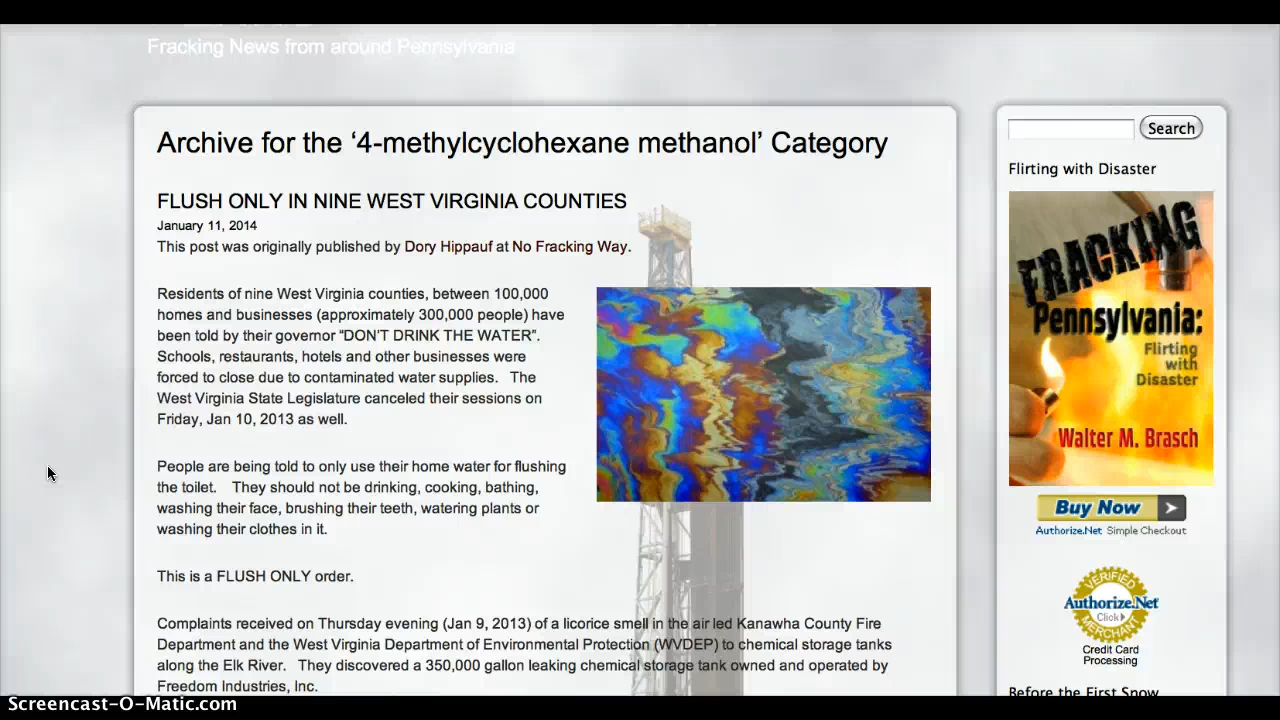 Fracking News from around Pennsylvania
Archive for the ‘4-methylcyclohexane methanol’ Category
FLUSH ONLY IN NINE WEST VIRGINIA COUNTIES
January 11, 2014
This post was originally published by Dory Hippauf at No Fracking Way.
Residents of nine West Virginia counties, between 100,000
homes and businesses (approximately 300,000 people) have
been told by their governor “DON’T DRINK THE WATER”.
Schools, restaurants, hotels and other businesses were
forced to close due to contaminated water supplies. The
West Virginia State Legislature canceled their sessions on
Friday, Jan 10, 2013 as well.
People are being told to only use their home water for flushing
the toilet. They should not be drinking, cooking, bathing,
washing their face, brushing their teeth, watering plants or
washing their clothes in it.
This is a FLUSH ONLY order.
Complaints received on Thursday evening (Jan 9, 2013) of a licorice smell in the air led Kanawha County Fire
Department and the West Virginia Department of Environmental Protection (WVDEP) to chemical storage tanks
along the Elk River. They discovered a 350,000 gallon leaking chemical storage tank owned and operated by
Freedom Industries, Inc.
Search
Flirting with Disaster
FRACKING
Pennsylvania:
Flirting
with
Disaster
Walter M. Brasch
Buy Now
Authorize.Net Simple Checkout
VERIFIED
Authorize.Net
Click
MERCHANT
Credit Card
Processing
Before the First Snow
Screencast-O-Matic.com